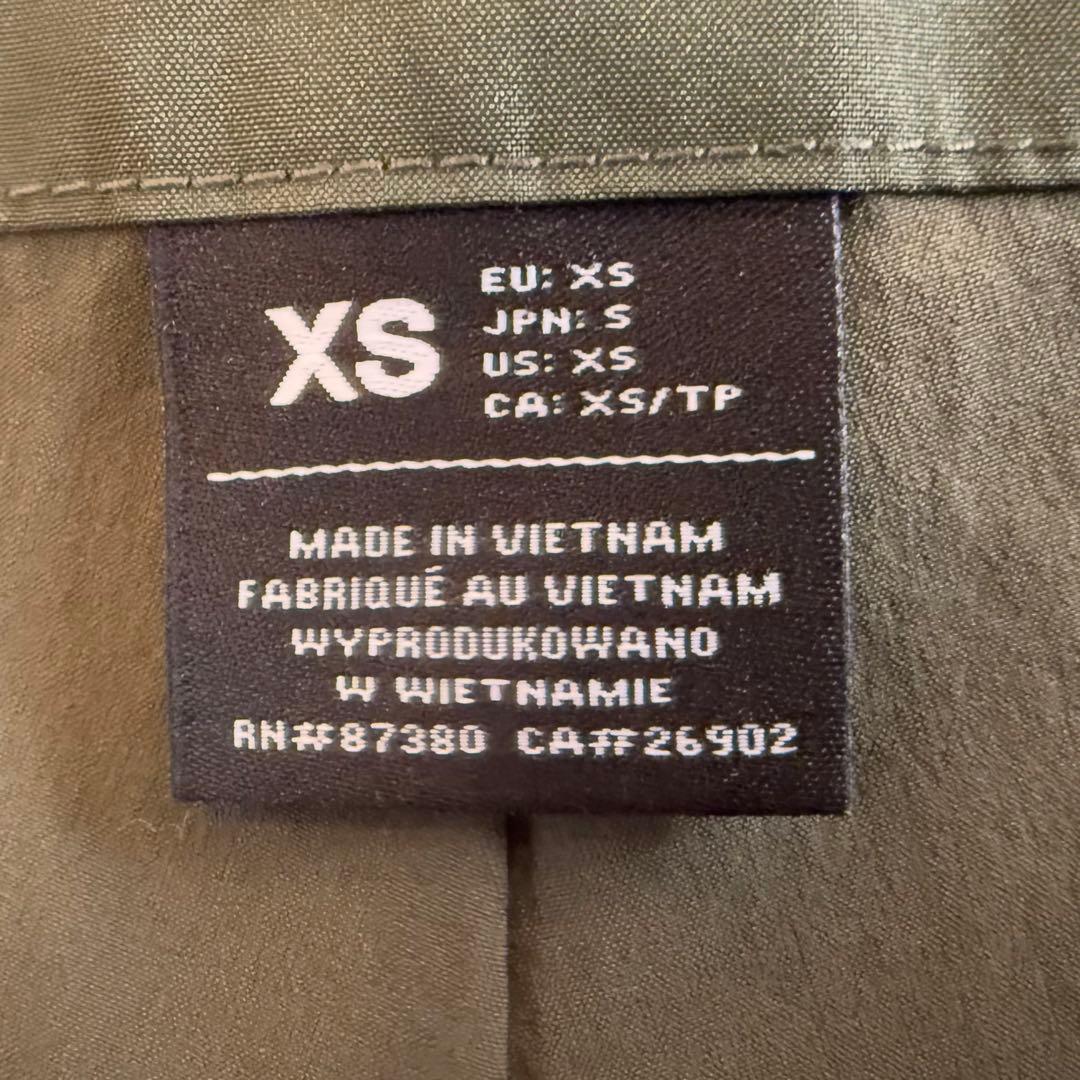 XS
EU: XS
JPN: S
US: XS
CA: XS/TP
MADE IN VIETNAM
FABRIQUÉ AU VIETNAM
WYPRODUKOWANO
W WIETNAMIE
RN#87380 CA#26902